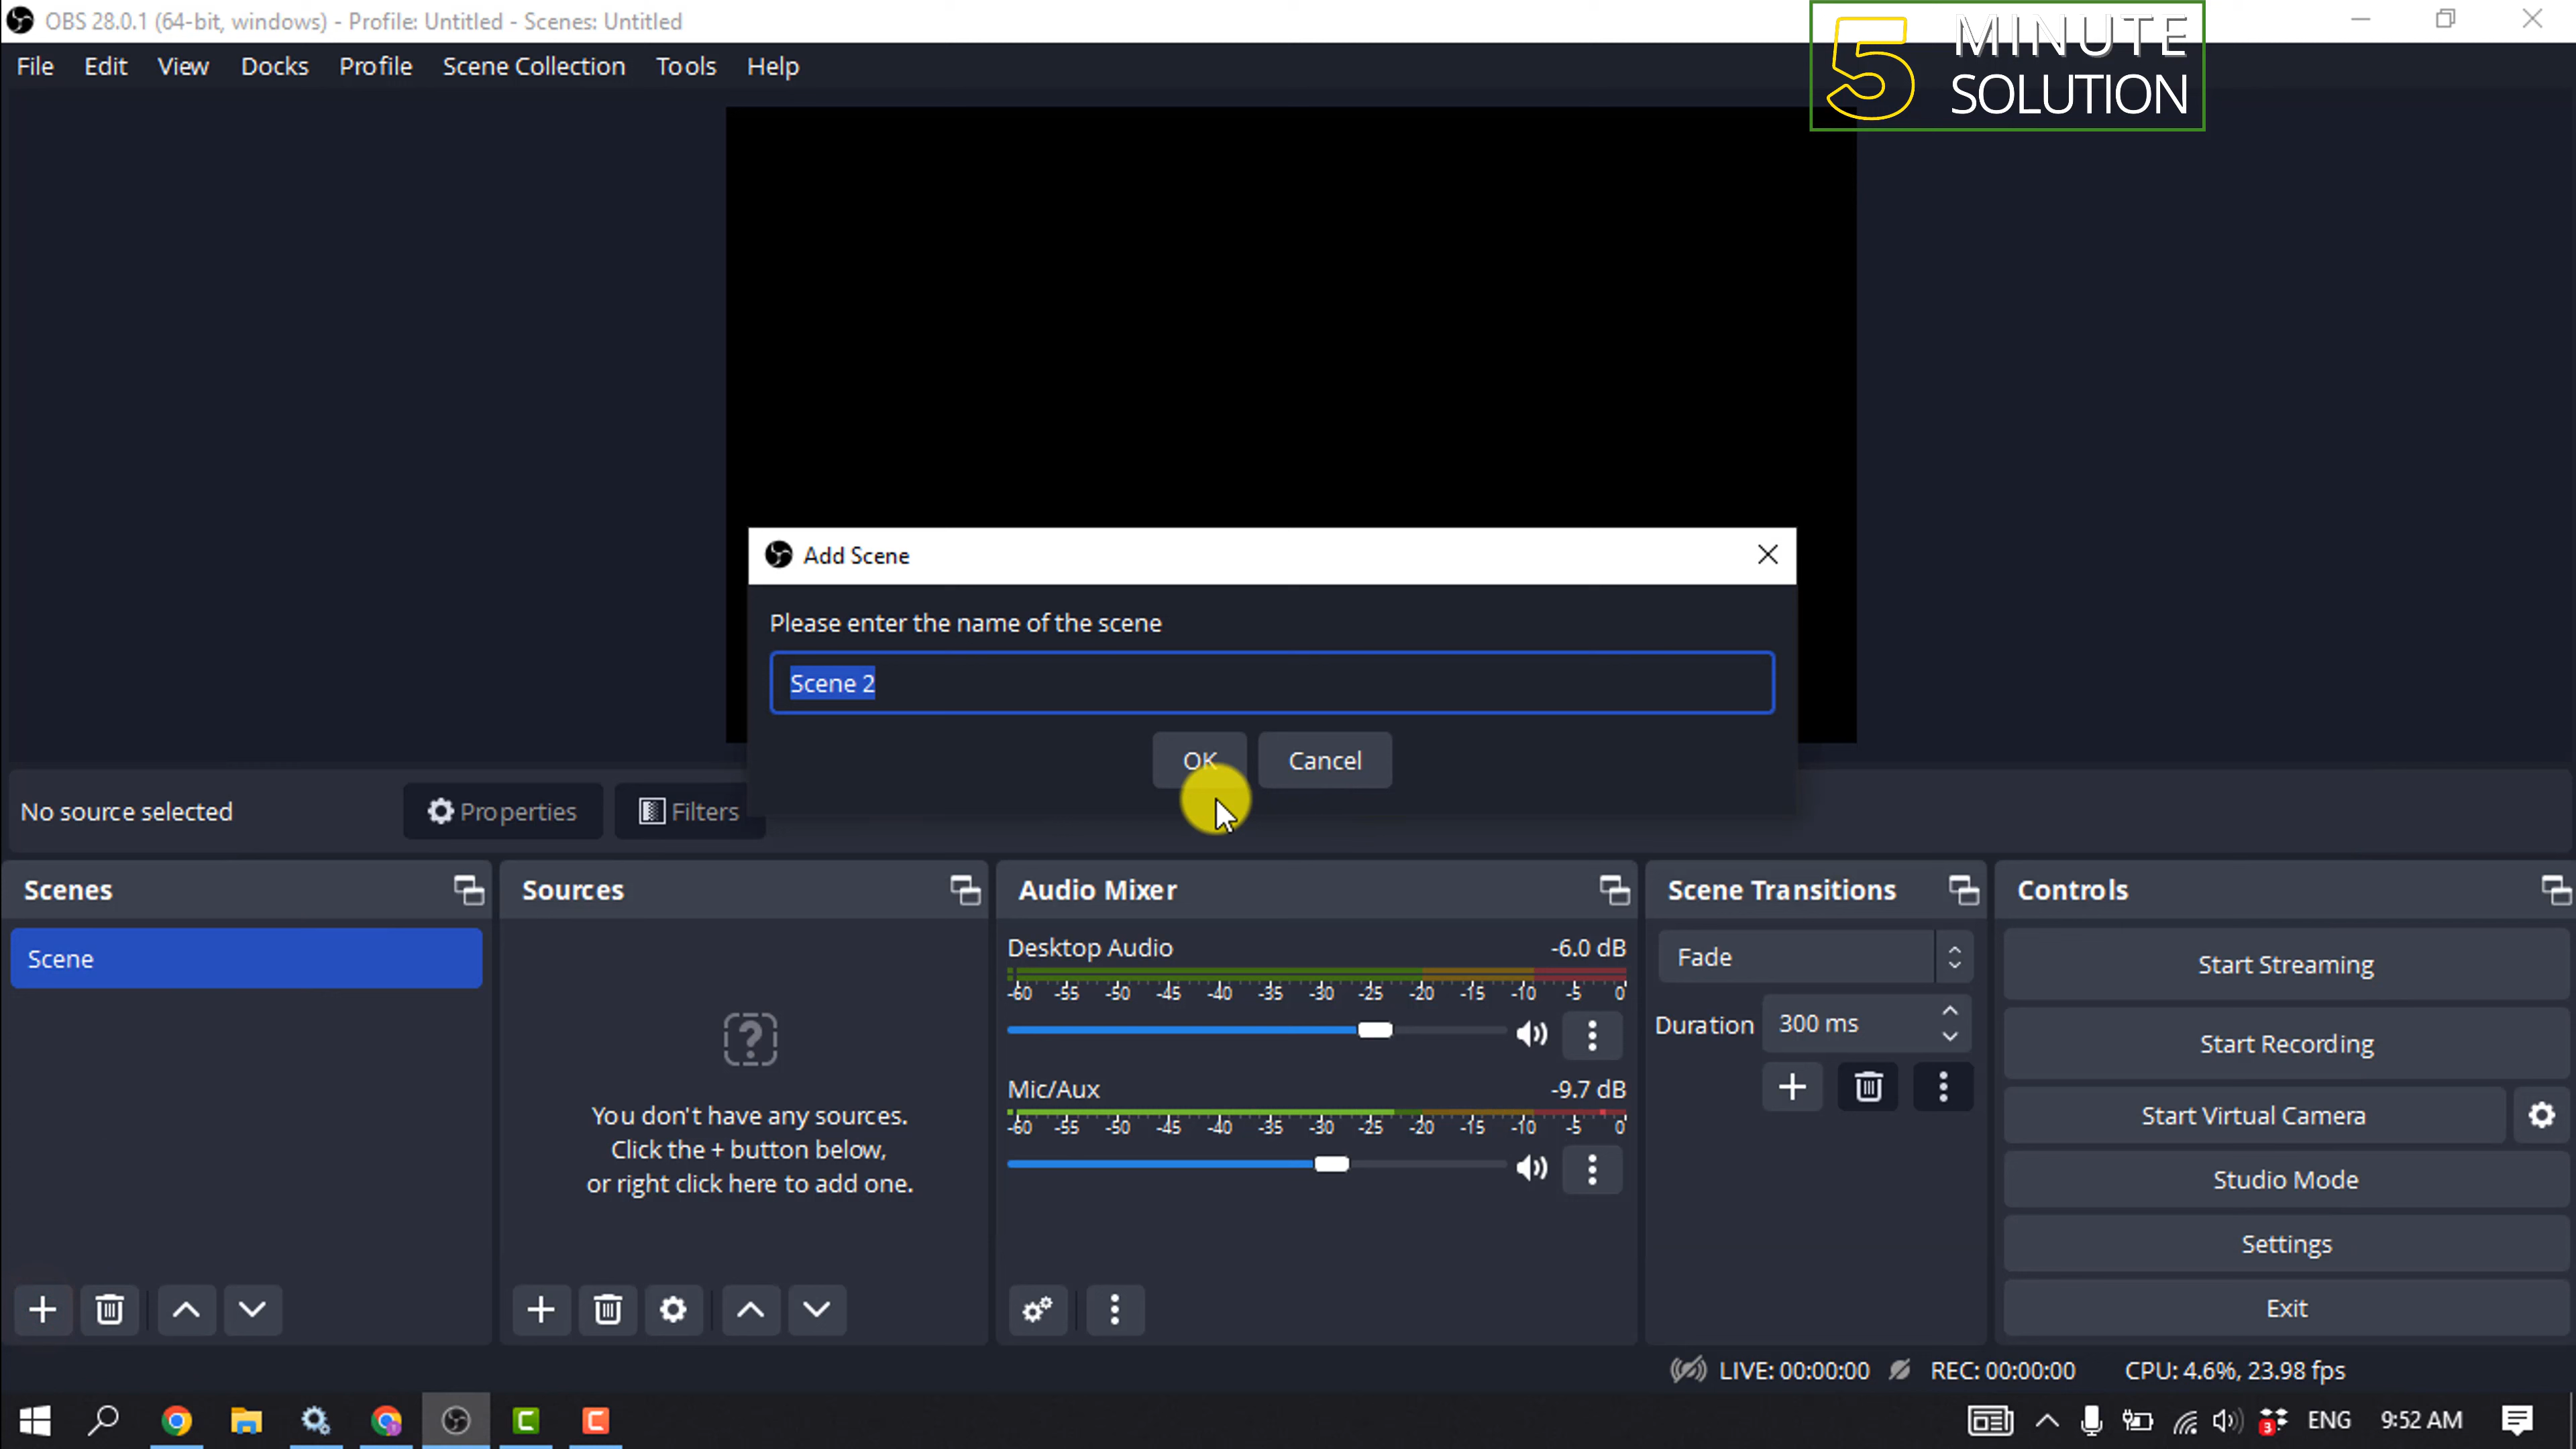 OBS 28.0.1 (64-bit, windows) - Profile: Untitled - Scenes: Untitled
5 MINUTE
SOLUTION
File Edit View Docks Profile Scene Collection Tools Help
Add Scene
Please enter the name of the scene
Scene 2
OK Cancel
No source selected Properties Filters
Scenes
Scene
Sources
You don't have any sources.
Click the + button below,
or right click here to add one.
Audio Mixer
Desktop Audio -6.0 dB
-60 -55 -50 -45 -40 -35 -30 -25 -20 -15 -10 -5 0
Mic/Aux -9.7 dB
-60 -55 -50 -45 -40 -35 -30 -25 -20 -15 -10 -5 0
Scene Transitions
Fade
Duration 300 ms
Controls
Start Streaming
Start Recording
Start Virtual Camera
Studio Mode
Settings
Exit
LIVE: 00:00:00 REC: 00:00:00 CPU: 4.6%, 23.98 fps
3 ENG 9:52 AM